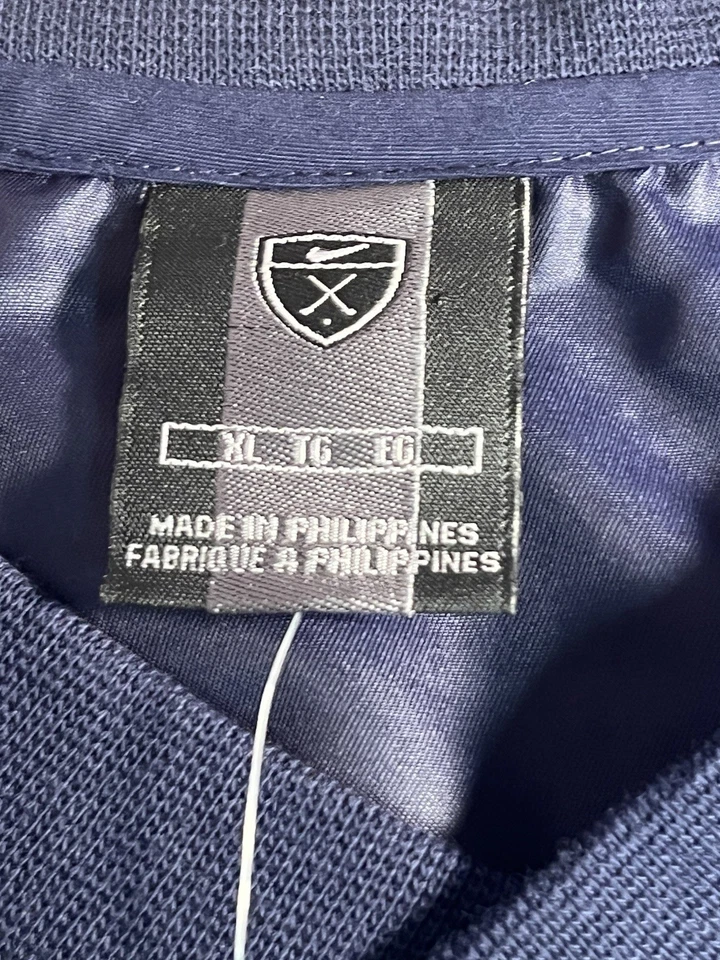 XL TG EG
MADE IN PHILIPPINES
FABRIQUE A PHILIPPINES